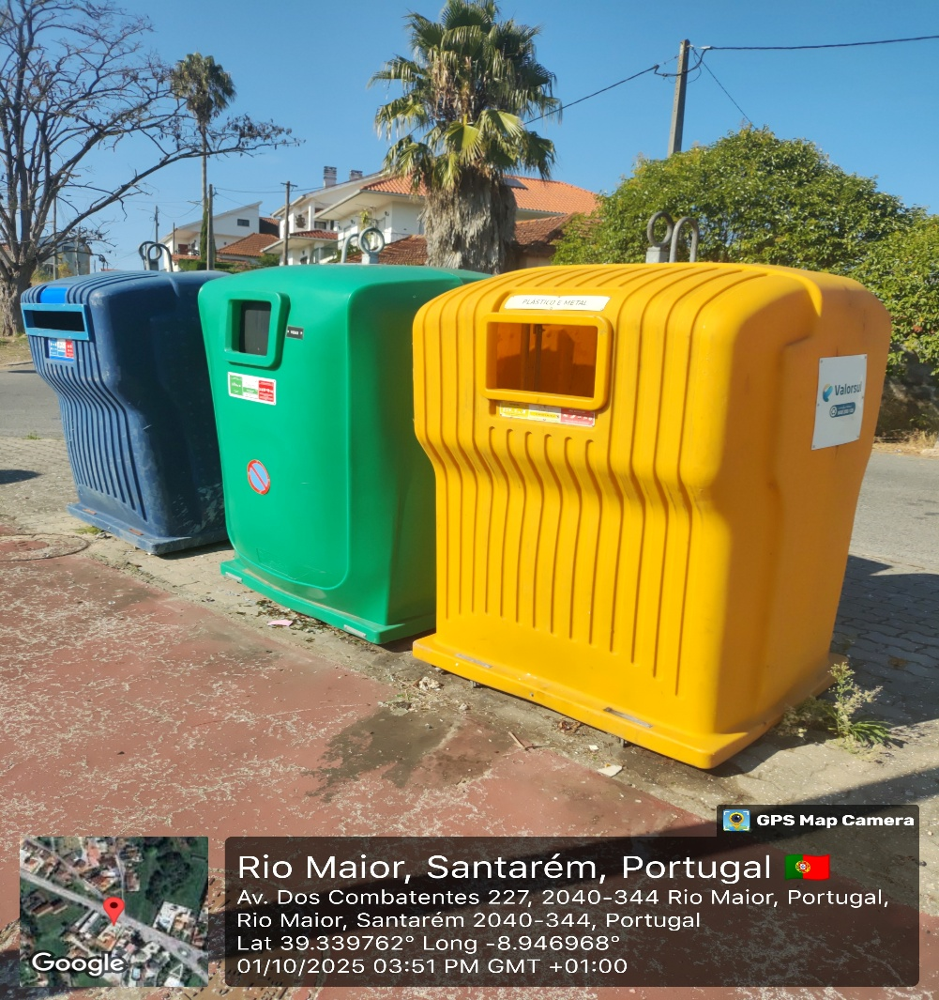 PLÁSTICO E METAL
Valorsul
GPS Map Camera
Rio Maior, Santarém, Portugal
Av. Dos Combatentes 227, 2040-344 Rio Maior, Portugal,
Rio Maior, Santarém 2040-344, Portugal
Lat 39.339762° Long -8.946968°
01/10/2025 03:51 PM GMT +01:00
Google